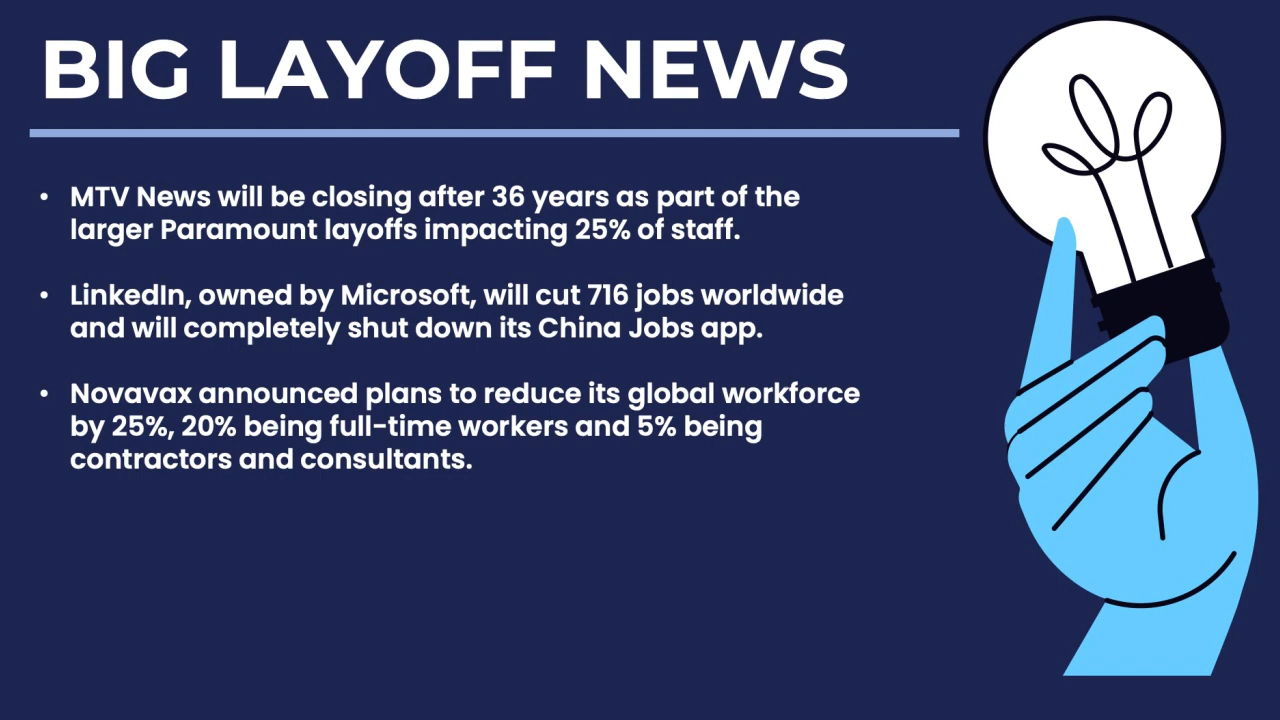 BIG LAYOFF NEWS
• MTV News will be closing after 36 years as part of the
larger Paramount layoffs impacting 25% of staff.
• LinkedIn, owned by Microsoft, will cut 716 jobs worldwide
and will completely shut down its China Jobs app.
• Novavax announced plans to reduce its global workforce
by 25%, 20% being full-time workers and 5% being
contractors and consultants.